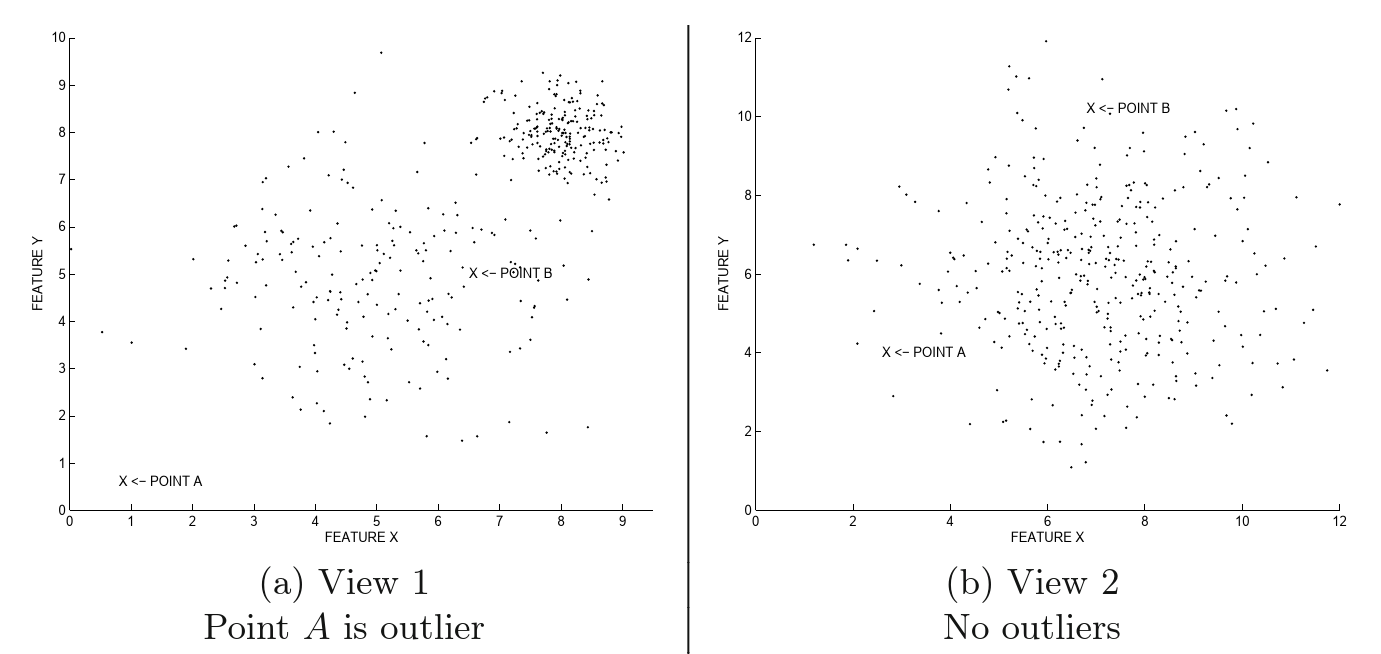 10
9
8
7
6
5
4
3
2
1
0
FEATURE Y
X <– POINT B
X <– POINT A
0 1 2 3 4 5 6 7 8 9
FEATURE X
(a) View 1
Point A is outlier
12
10
8
6
4
2
0
FEATURE Y
X <– POINT B
X <– POINT A
0 2 4 6 8 10 12
FEATURE X
(b) View 2
No outliers